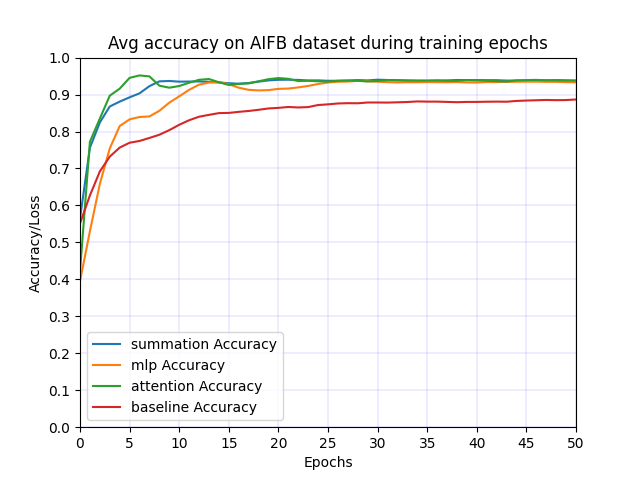 Avg accuracy on AIFB dataset during training epochs
Accuracy/Loss
1.0
0.9
0.8
0.7
0.6
0.5
0.4
0.3
0.2
0.1
0.0
summation Accuracy
mlp Accuracy
attention Accuracy
baseline Accuracy
0 5 10 15 20 25 30 35 40 45 50
Epochs